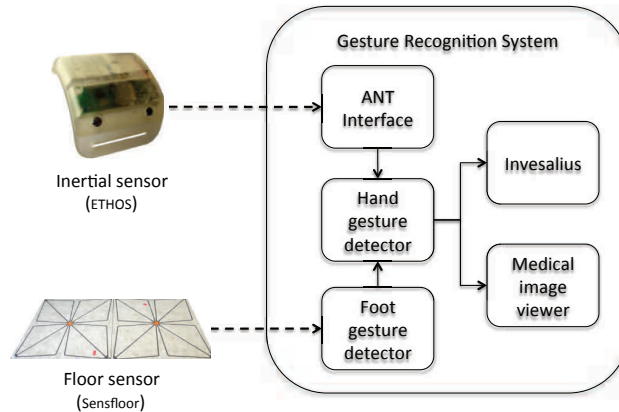 Gesture Recognition System
ANT
Interface
Inertial sensor
(ETHOS)
Hand
gesture
detector
Invesalius
Medical
image
viewer
Foot
gesture
detector
Floor sensor
(Sensfloor)